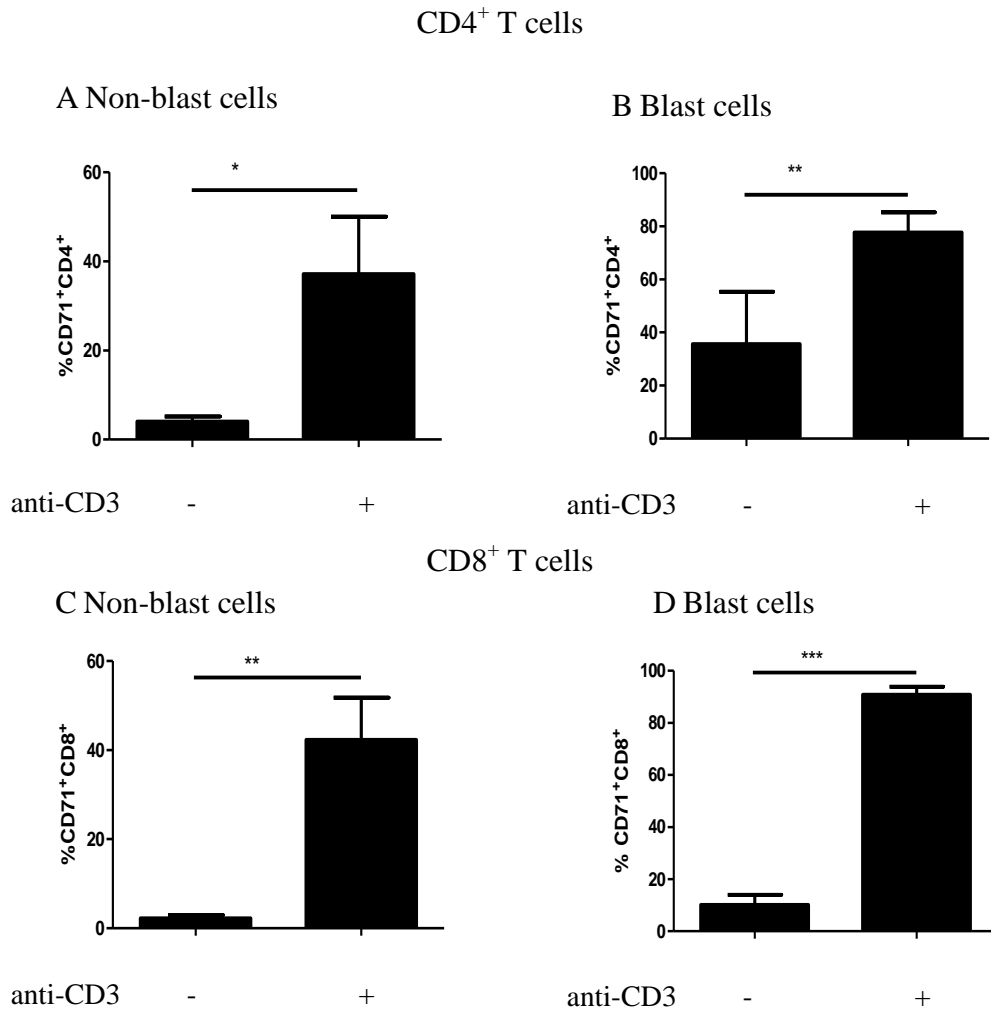 CD4⁺ T cells
A Non-blast cells
B Blast cells
*
60
40
20
0
%CD71⁺CD4⁺
anti-CD3 - +
**
100
80
60
40
20
0
%CD71⁺CD4⁺
anti-CD3 - +
CD8⁺ T cells
C Non-blast cells
D Blast cells
**
60
40
20
0
%CD71⁺CD8⁺
anti-CD3 - +
***
100
80
60
40
20
0
% CD71⁺CD8⁺
anti-CD3 - +